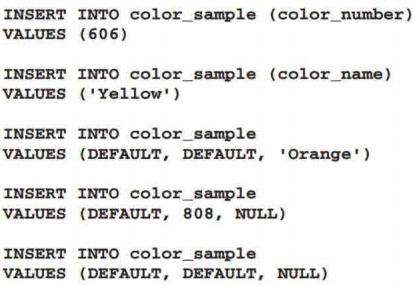 INSERT INTO color_sample (color_number)
VALUES (606)
INSERT INTO color_sample (color_name)
VALUES ('Yellow')
INSERT INTO color_sample
VALUES (DEFAULT, DEFAULT, 'Orange')
INSERT INTO color_sample
VALUES (DEFAULT, 808, NULL)
INSERT INTO color_sample
VALUES (DEFAULT, DEFAULT, NULL)